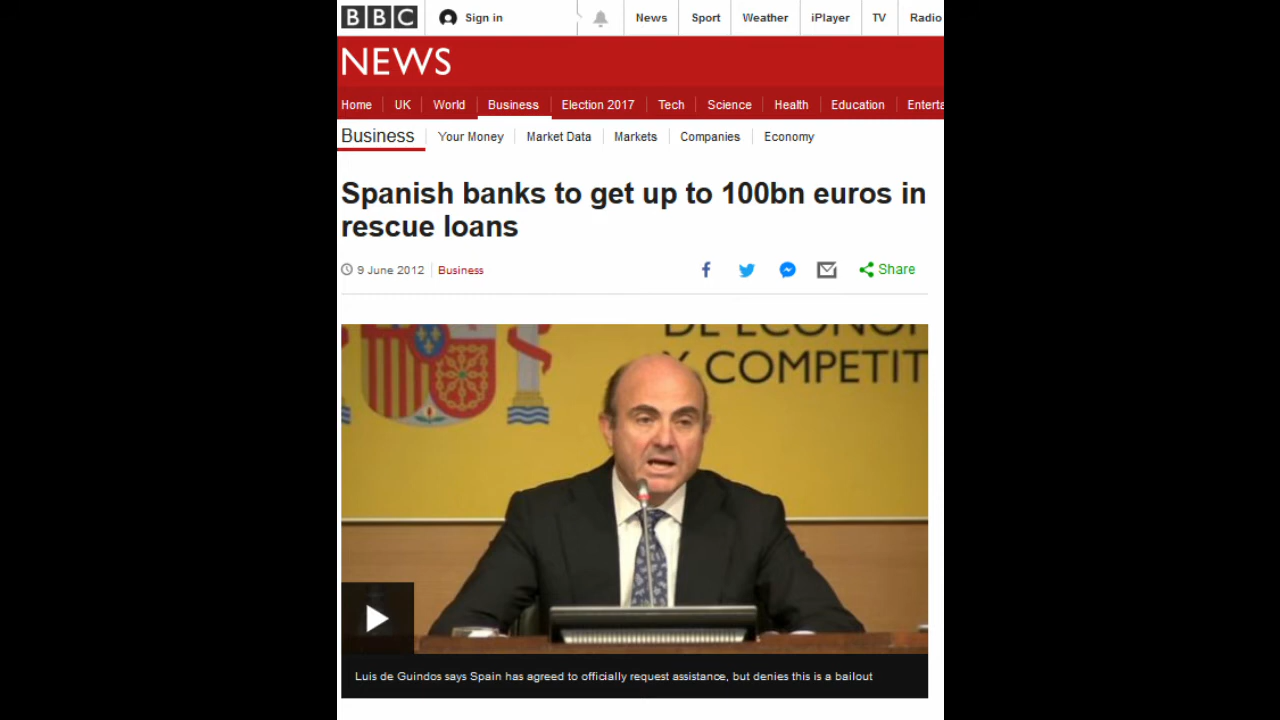 BBC Sign in News Sport Weather iPlayer TV Radio
NEWS
Home UK World Business Election 2017 Tech Science Health Education Enterta
Business Your Money Market Data Markets Companies Economy
Spanish banks to get up to 100bn euros in
rescue loans
9 June 2012 Business Share
DE ECONOM
Y COMPETIT
Luis de Guindos says Spain has agreed to officially request assistance, but denies this is a bailout